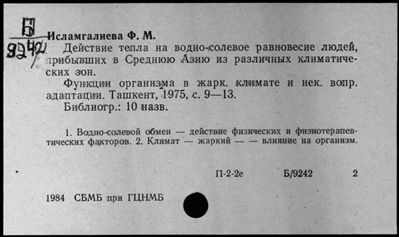 Б
9242
Исламгалиева Ф. М.
Действие тепла на водно-солевое равновесие людей,
прибывших в Среднюю Азию из различных климатиче-
ских зон.
Функции организма в жарк. климате и нек. вопр.
адаптации. Ташкент, 1975, с. 9—13.
Библиогр.: 10 назв.
1. Водно-солевой обмен — действие физических и физиотерапев-
тических факторов. 2. Климат — жаркий — — влияние на организм.
П-2-2е Б/9242 2
1984 СБМБ при ГЦНМБ